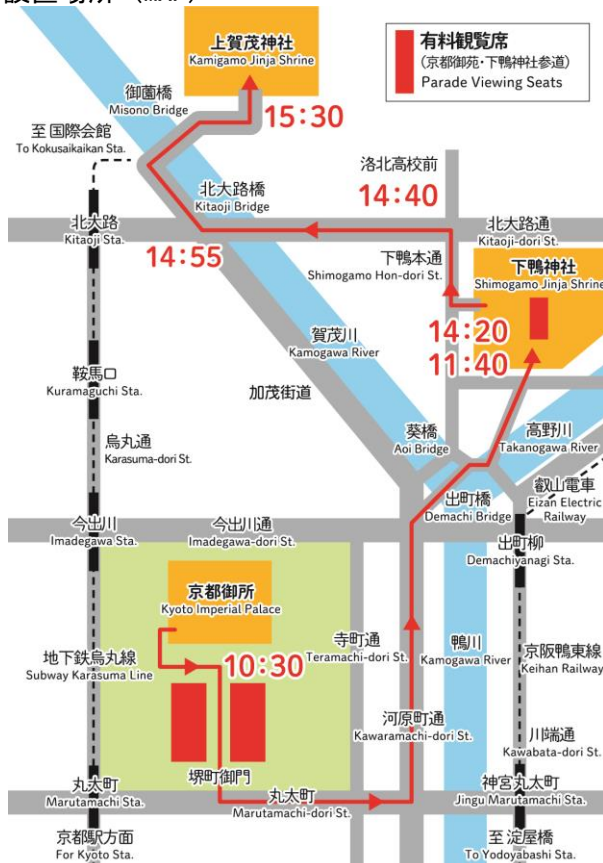 設置場所 (MAP)
上賀茂神社
Kamigamo Jinja Shrine
有料観覧席
(京都御苑・下鴨神社参道)
Parade Viewing Seats
御薗橋
Misono Bridge
15:30
至 国際会館
To Kokusaikaikan Sta.
洛北高校前
14:40
北大路橋
Kitaoji Bridge
北大路
Kitaoji Sta.
北大路通
Kitaoji-dori St.
14:55
下鴨本通
Shimogamo Hon-dori St.
下鴨神社
Shimogamo Jinja Shrine
14:20
11:40
賀茂川
Kamogawa River
鞍馬口
Kuramaguchi Sta.
加茂街道
葵橋
Aoi Bridge
高野川
Takanogawa River
烏丸通
Karasuma-dori St.
出町橋
Demachi Bridge
叡山電車
Eizan Electric
Railway
今出川
Imadegawa Sta.
今出川通
Imadegawa-dori St.
出町柳
Demachiyanagi Sta.
京都御所
Kyoto Imperial Palace
地下鉄烏丸線
Subway Karasuma Line
10:30
寺町通
Teramachi-dori St.
鴨川
Kamogawa River
京阪鴨東線
Keihan Railway
河原町通
Kawaramachi-dori St.
川端通
Kawabata-dori St.
堺町御門
丸太町
Marutamachi Sta.
丸太町
Marutamachi-dori St.
神宮丸太町
Jingu Marutamachi Sta.
京都駅方面
For Kyoto Sta.
至 淀屋橋
To Yodoyabashi Sta.